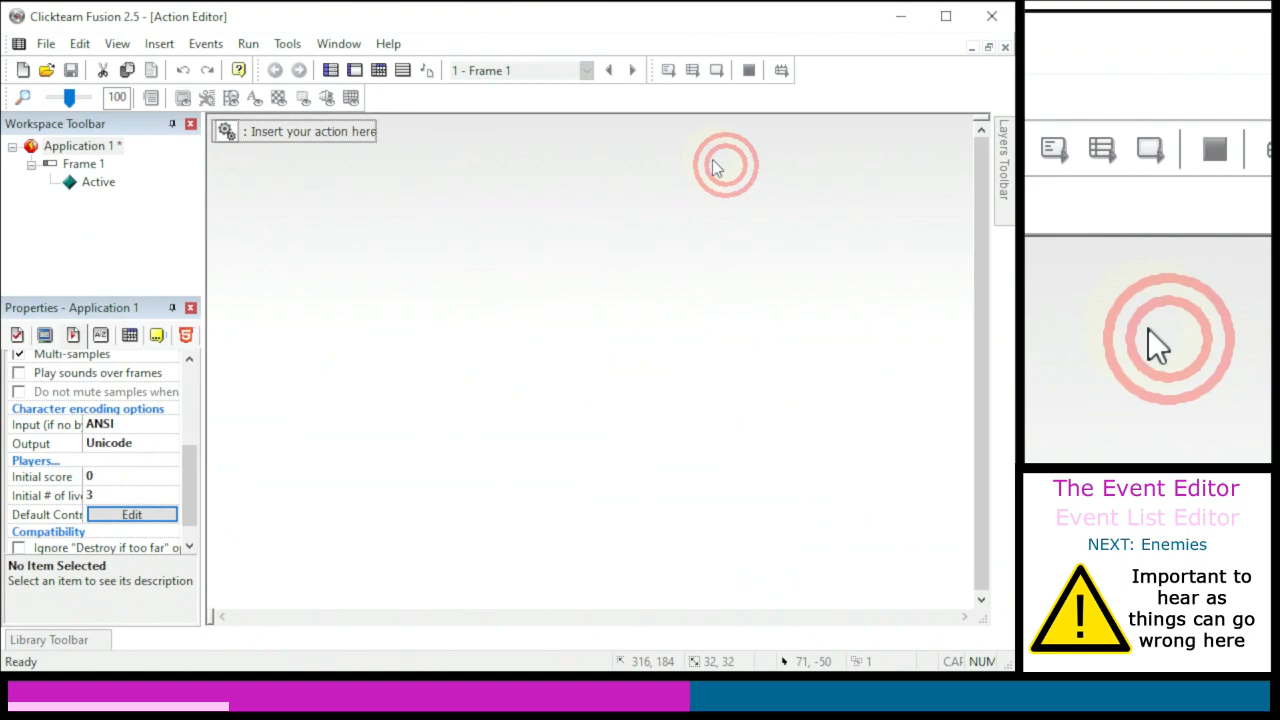 Clickteam Fusion 2.5 - [Action Editor]
File Edit View Insert Events Run Tools Window Help
1 - Frame 1
100
Workspace Toolbar
Application 1 *
Frame 1
Active
: Insert your action here
Layers Toolbar
Properties - Application 1
Multi-samples
Play sounds over frames
Do not mute samples when
Character encoding options
Input (if no b ANSI
Output Unicode
Players...
Initial score 0
Initial # of liv 3
Default Contr Edit
Compatibility
Ignore "Destroy if too far" o
No Item Selected
Select an item to see its description
Library Toolbar
Ready
316, 184
32, 32
71, -50
1
CAP
NUM
The Event Editor
Event List Editor
NEXT: Enemies
Important to
hear as
things can go
wrong here